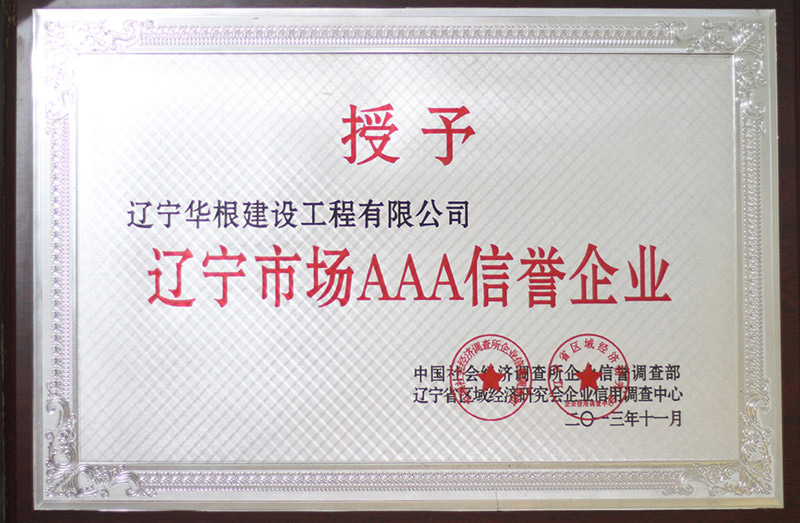 授予
辽宁华根建设工程有限公司
辽宁市场AAA信誉企业
中国社会经济调查所企业信誉调查部
辽宁省区域经济研究会企业信用调查中心
二〇一三年十一月